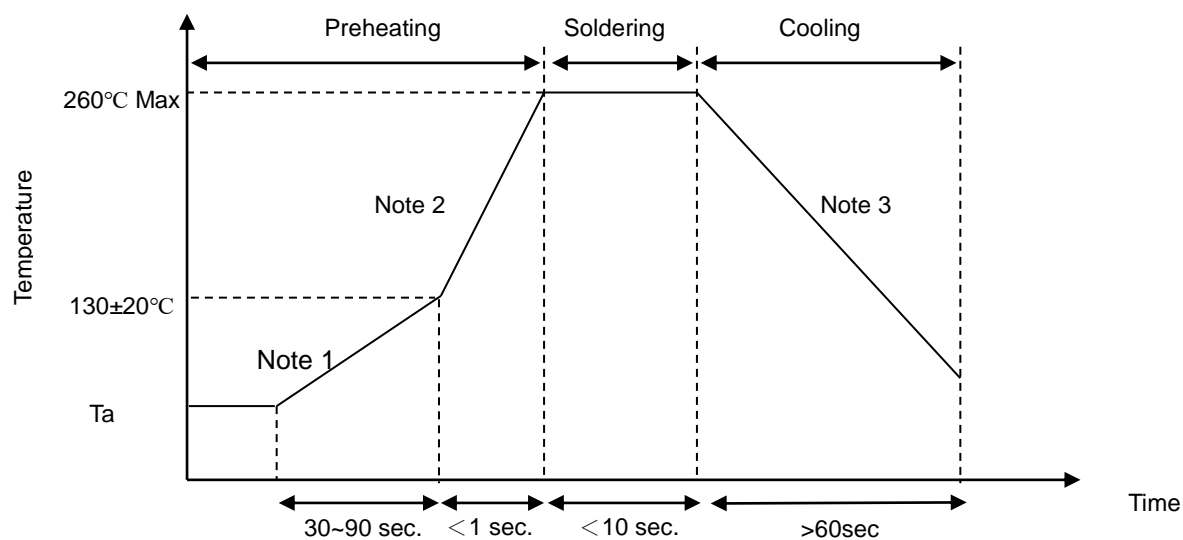 Preheating
Soldering
Cooling
260℃ Max
Temperature
Note 2
Note 3
130±20℃
Note 1
Ta
Time
30~90 sec.
＜1 sec.
＜10 sec.
>60sec